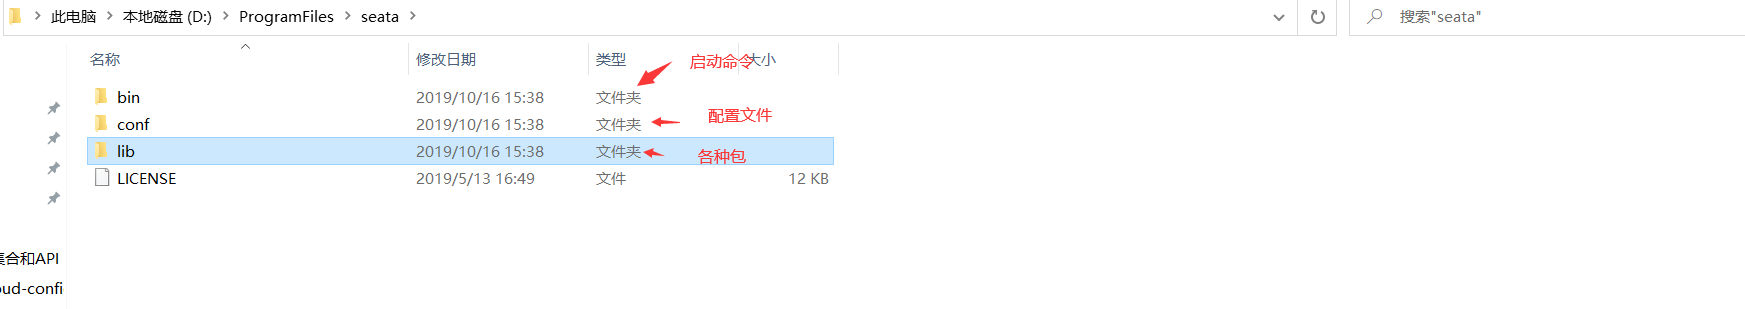 此电脑 > 本地磁盘 (D:) > ProgramFiles > seata >
搜索"seata"
名称 修改日期 类型 大小
启动命令
bin 2019/10/16 15:38 文件夹
conf 2019/10/16 15:38 文件夹
配置文件
lib 2019/10/16 15:38 文件夹
各种包
LICENSE 2019/5/13 16:49 文件 12 KB
集合和API
oud-confi